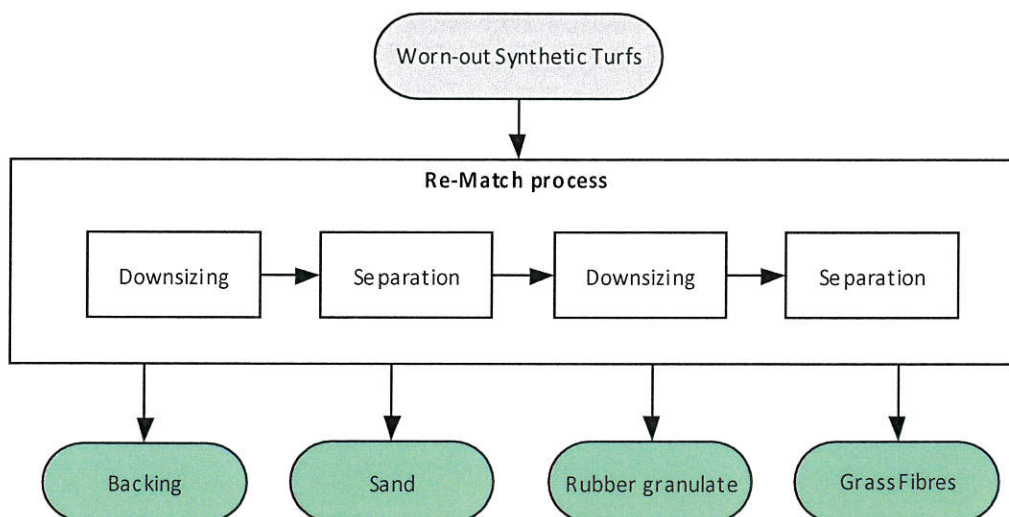 Worn-out Synthetic Turfs
Re-Match process
Downsizing
Separation
Downsizing
Separation
Backing
Sand
Rubber granulate
Grass Fibres